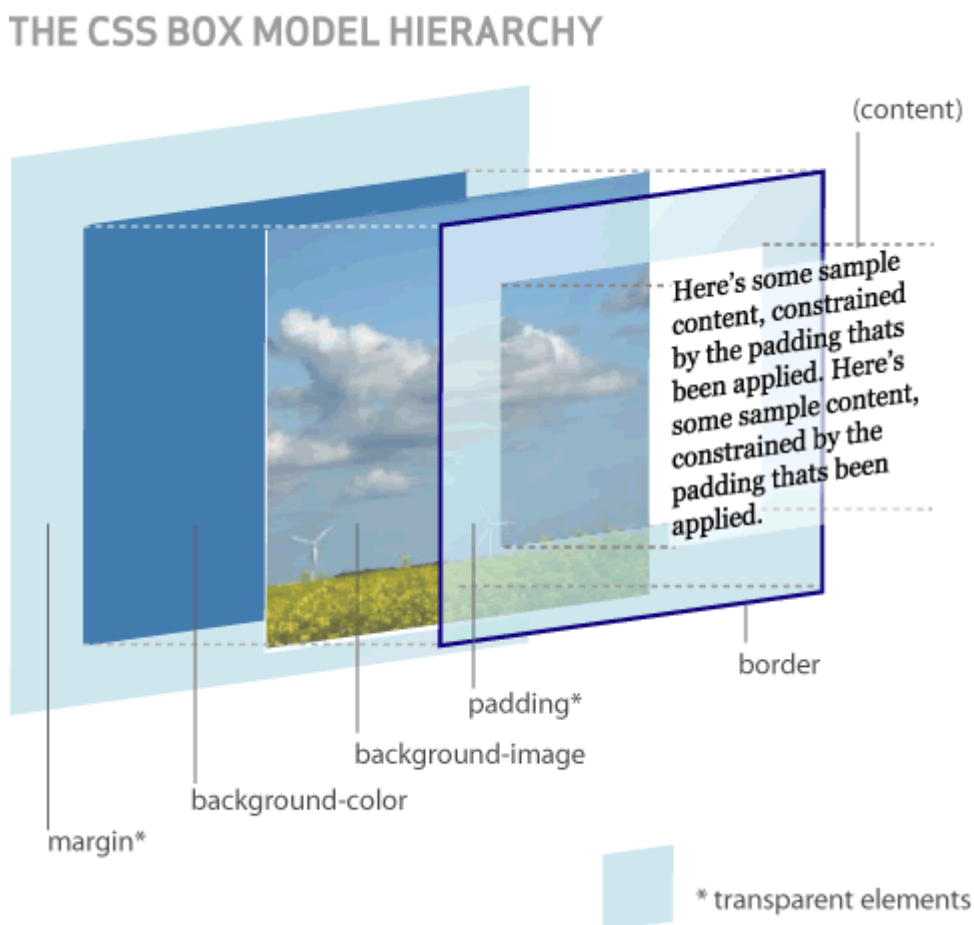 THE CSS BOX MODEL HIERARCHY
(content)
Here's some sample
content, constrained
by the padding thats
been applied. Here's
some sample content,
constrained by the
padding thats been
applied.
border
padding*
background-image
background-color
margin*
* transparent elements